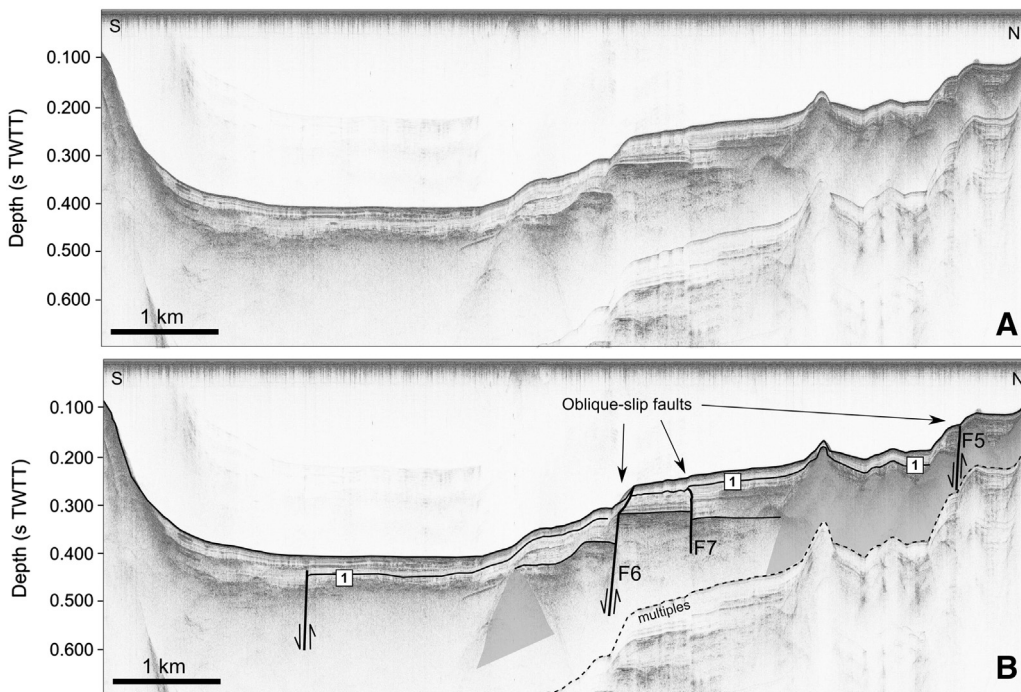 S
N
0.100
0.200
0.300
0.400
0.500
0.600
Depth (s TWTT)
1 km
A
S
N
0.100
0.200
0.300
0.400
0.500
0.600
Depth (s TWTT)
Oblique-slip faults
F5
1
1
F7
F6
1
multiples
1 km
B